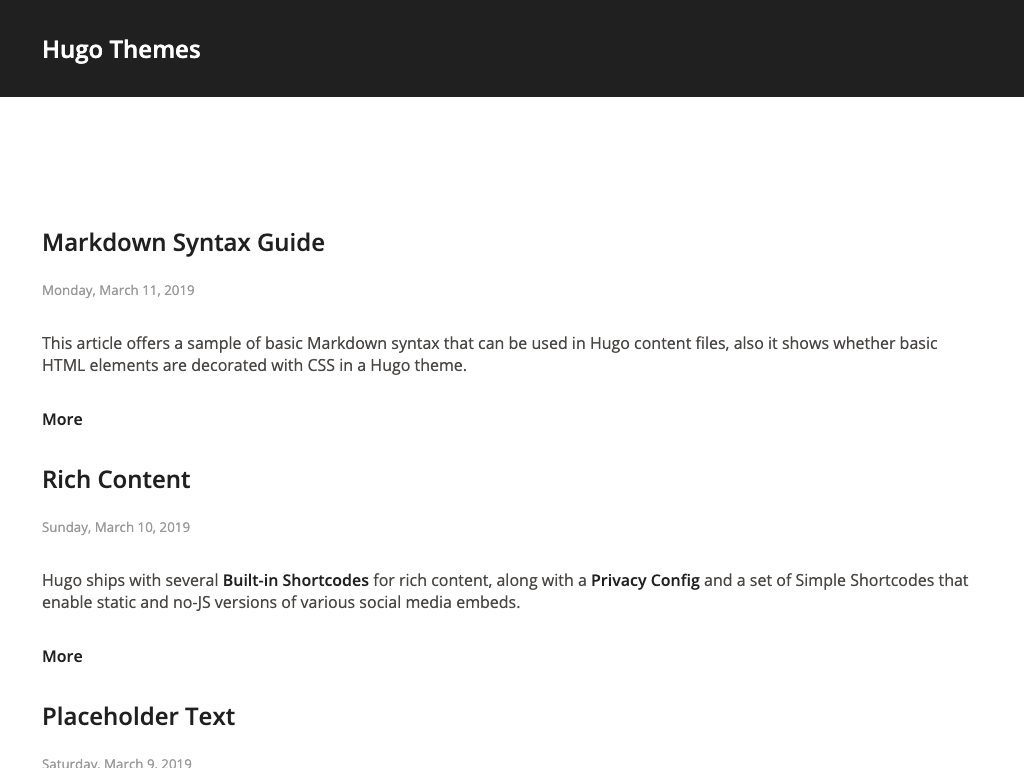 Hugo Themes
Markdown Syntax Guide
Monday, March 11, 2019
This article offers a sample of basic Markdown syntax that can be used in Hugo content files, also it shows whether basic
HTML elements are decorated with CSS in a Hugo theme.
More
Rich Content
Sunday, March 10, 2019
Hugo ships with several Built-in Shortcodes for rich content, along with a Privacy Config and a set of Simple Shortcodes that
enable static and no-JS versions of various social media embeds.
More
Placeholder Text
Saturday, March 9, 2019